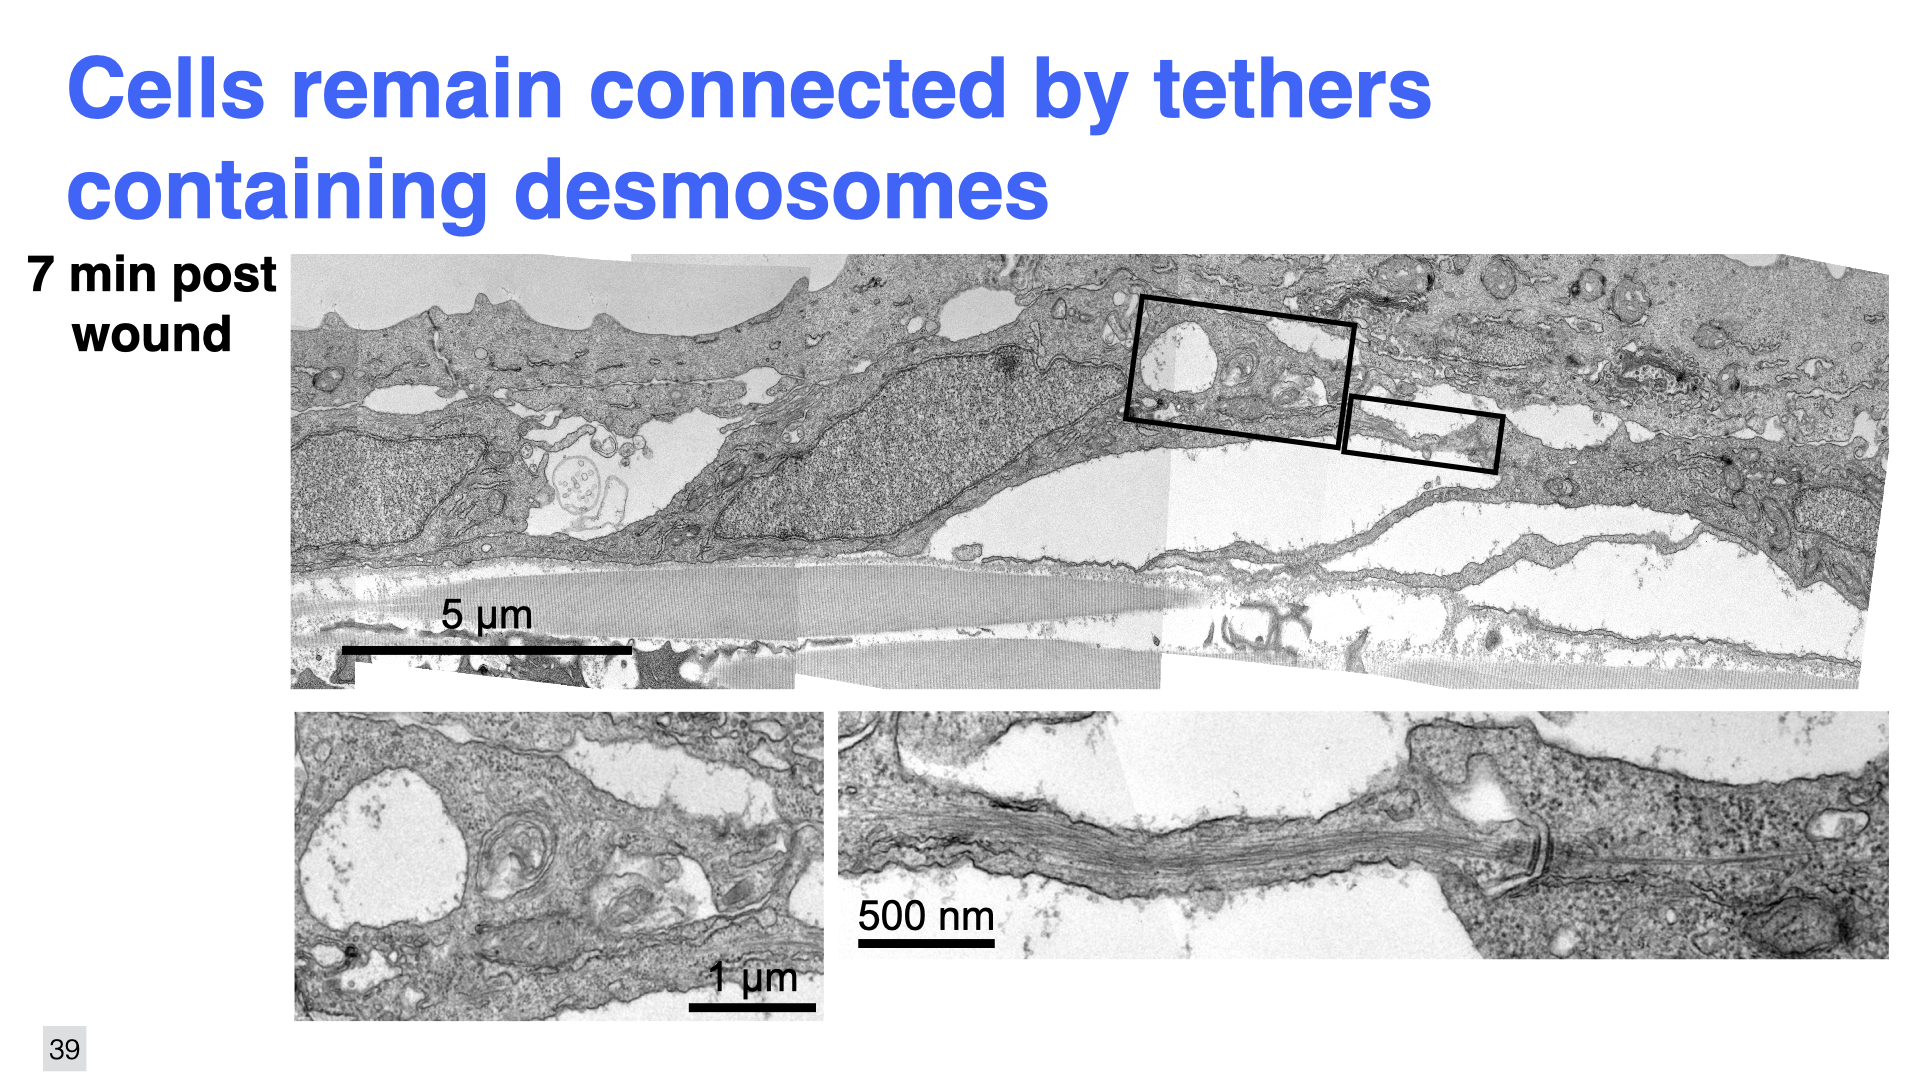 Cells remain connected by tethers
containing desmosomes
7 min post
wound
5 μm
1 μm
500 nm
39